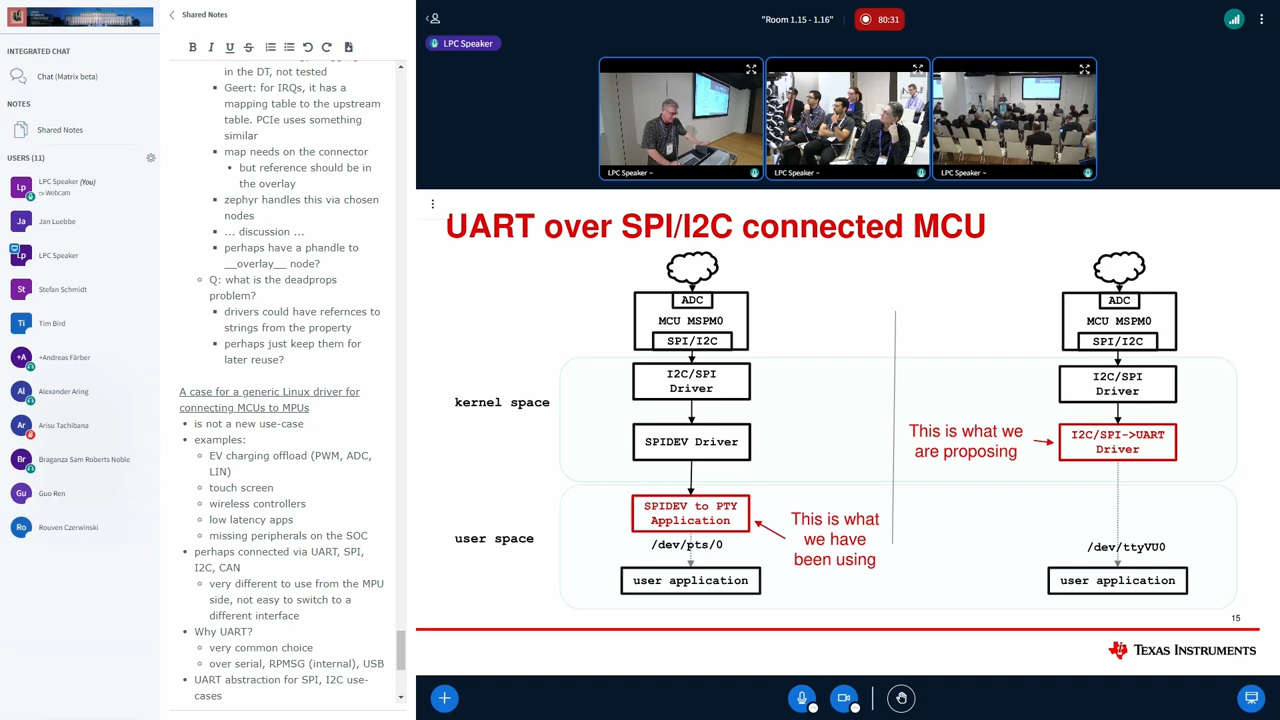 INTEGRATED CHAT
Chat (Matrix beta)
NOTES
Shared Notes
USERS (11)
Lp
LPC Speaker (You)
Webcam
Ja
Jan Luebbe
Lp
LPC Speaker
St
Stefan Schmidt
Ti
Tim Bird
+A
+Andreas Färber
Al
Alexander Aring
Ar
Arisu Tachibana
Br
Braganza Sam Roberts Noble
Gu
Guo Ren
Ro
Rouven Czerwinski
Shared Notes
B I U S
in the DT, not tested
Geert: for IRQs, it has a
mapping table to the upstream
table. PCIe uses something
similar
map needs on the connector
but reference should be in
the overlay
zephyr handles this via chosen
nodes
... discussion ...
perhaps have a phandle to
__overlay__ node?
Q: what is the deadprops
problem?
drivers could have refernces to
strings from the property
perhaps just keep them for
later reuse?
A case for a generic Linux driver for
connecting MCUs to MPUs
is not a new use-case
examples:
EV charging offload (PWM, ADC,
LIN)
touch screen
wireless controllers
low latency apps
missing peripherals on the SOC
perhaps connected via UART, SPI,
I2C, CAN
very different to use from the MPU
side, not easy to switch to a
different interface
Why UART?
very common choice
over serial, RPMSG (internal), USB
UART abstraction for SPI, I2C use-
cases
"Room 1.15 - 1.16"
80:31
LPC Speaker
LPC Speaker
LPC Speaker
LPC Speaker
UART over SPI/I2C connected MCU
ADC
MCU MSPM0
SPI/I2C
I2C/SPI
Driver
kernel space
SPIDEV Driver
SPIDEV to PTY
Application
This is what
we have
been using
user space
/dev/pts/0
user application
ADC
MCU MSPM0
SPI/I2C
I2C/SPI
Driver
This is what we
are proposing
I2C/SPI->UART
Driver
/dev/ttyVU0
user application
15
TEXAS INSTRUMENTS